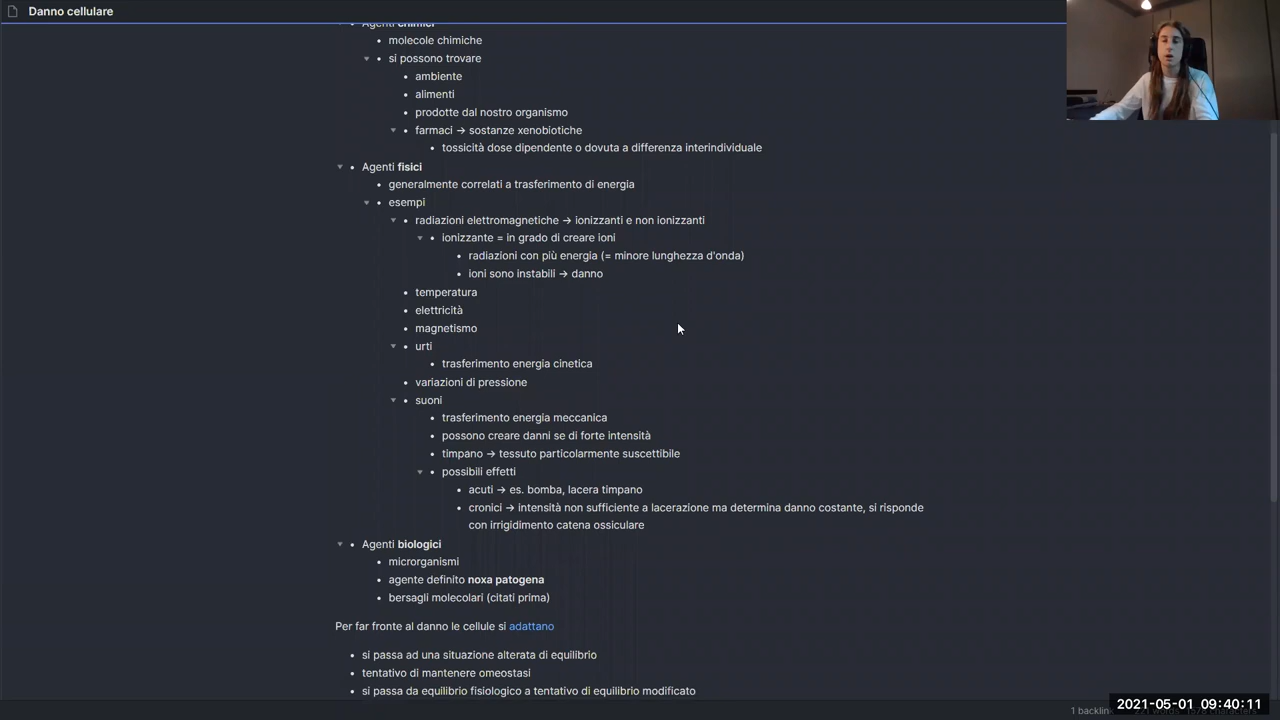 Danno cellulare
Agenti chimici
molecole chimiche
si possono trovare
ambiente
alimenti
prodotte dal nostro organismo
farmaci → sostanze xenobiotiche
tossicità dose dipendente o dovuta a differenza interindividuale
Agenti fisici
generalmente correlati a trasferimento di energia
esempi
radiazioni elettromagnetiche → ionizzanti e non ionizzanti
ionizzante = in grado di creare ioni
radiazioni con più energia (= minore lunghezza d'onda)
ioni sono instabili → danno
temperatura
elettricità
magnetismo
urti
trasferimento energia cinetica
variazioni di pressione
suoni
trasferimento energia meccanica
possono creare danni se di forte intensità
timpano → tessuto particolarmente suscettibile
possibili effetti
acuti → es. bomba, lacera timpano
cronici → intensità non sufficiente a lacerazione ma determina danno costante, si risponde
con irrigidimento catena ossiculare
Agenti biologici
microrganismi
agente definito noxa patogena
bersagli molecolari (citati prima)
Per far fronte al danno le cellule si adattano
si passa ad una situazione alterata di equilibrio
tentativo di mantenere omeostasi
si passa da equilibrio fisiologico a tentativo di equilibrio modificato
1 backlin
2021-05-01 09:40:11